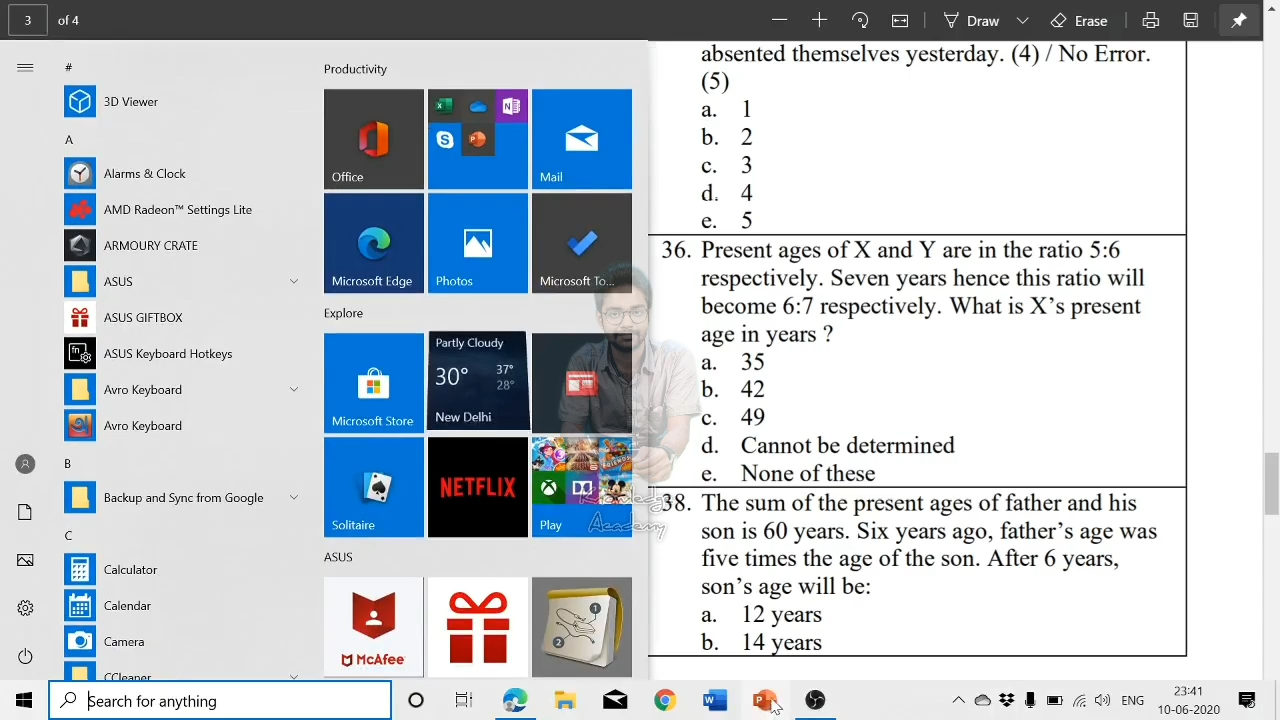 3 of 4
Draw
Erase
#
3D Viewer
A
Alarms & Clock
AMD Radeon™ Settings Lite
ARMOURY CRATE
ASUS
ASUS GIFTBOX
ASUS Keyboard Hotkeys
Avro Keyboard
Avro Keyboard
B
Backup and Sync from Google
C
Calculator
Calendar
Camera
CCleaner
Productivity
Office
Mail
Microsoft Edge
Photos
Microsoft To...
Explore
Microsoft Store
Partly Cloudy
30° 37°
28°
New Delhi
Solitaire
NETFLIX
Play
ASUS
McAfee
absented themselves yesterday. (4) / No Error.
(5)
a. 1
b. 2
c. 3
d. 4
e. 5
36. Present ages of X and Y are in the ratio 5:6
respectively. Seven years hence this ratio will
become 6:7 respectively. What is X’s present
age in years ?
a. 35
b. 42
c. 49
d. Cannot be determined
e. None of these
38. The sum of the present ages of father and his
son is 60 years. Six years ago, father’s age was
five times the age of the son. After 6 years,
son’s age will be:
a. 12 years
b. 14 years
Academy
Search for anything
ENG
23:41
10-06-2020